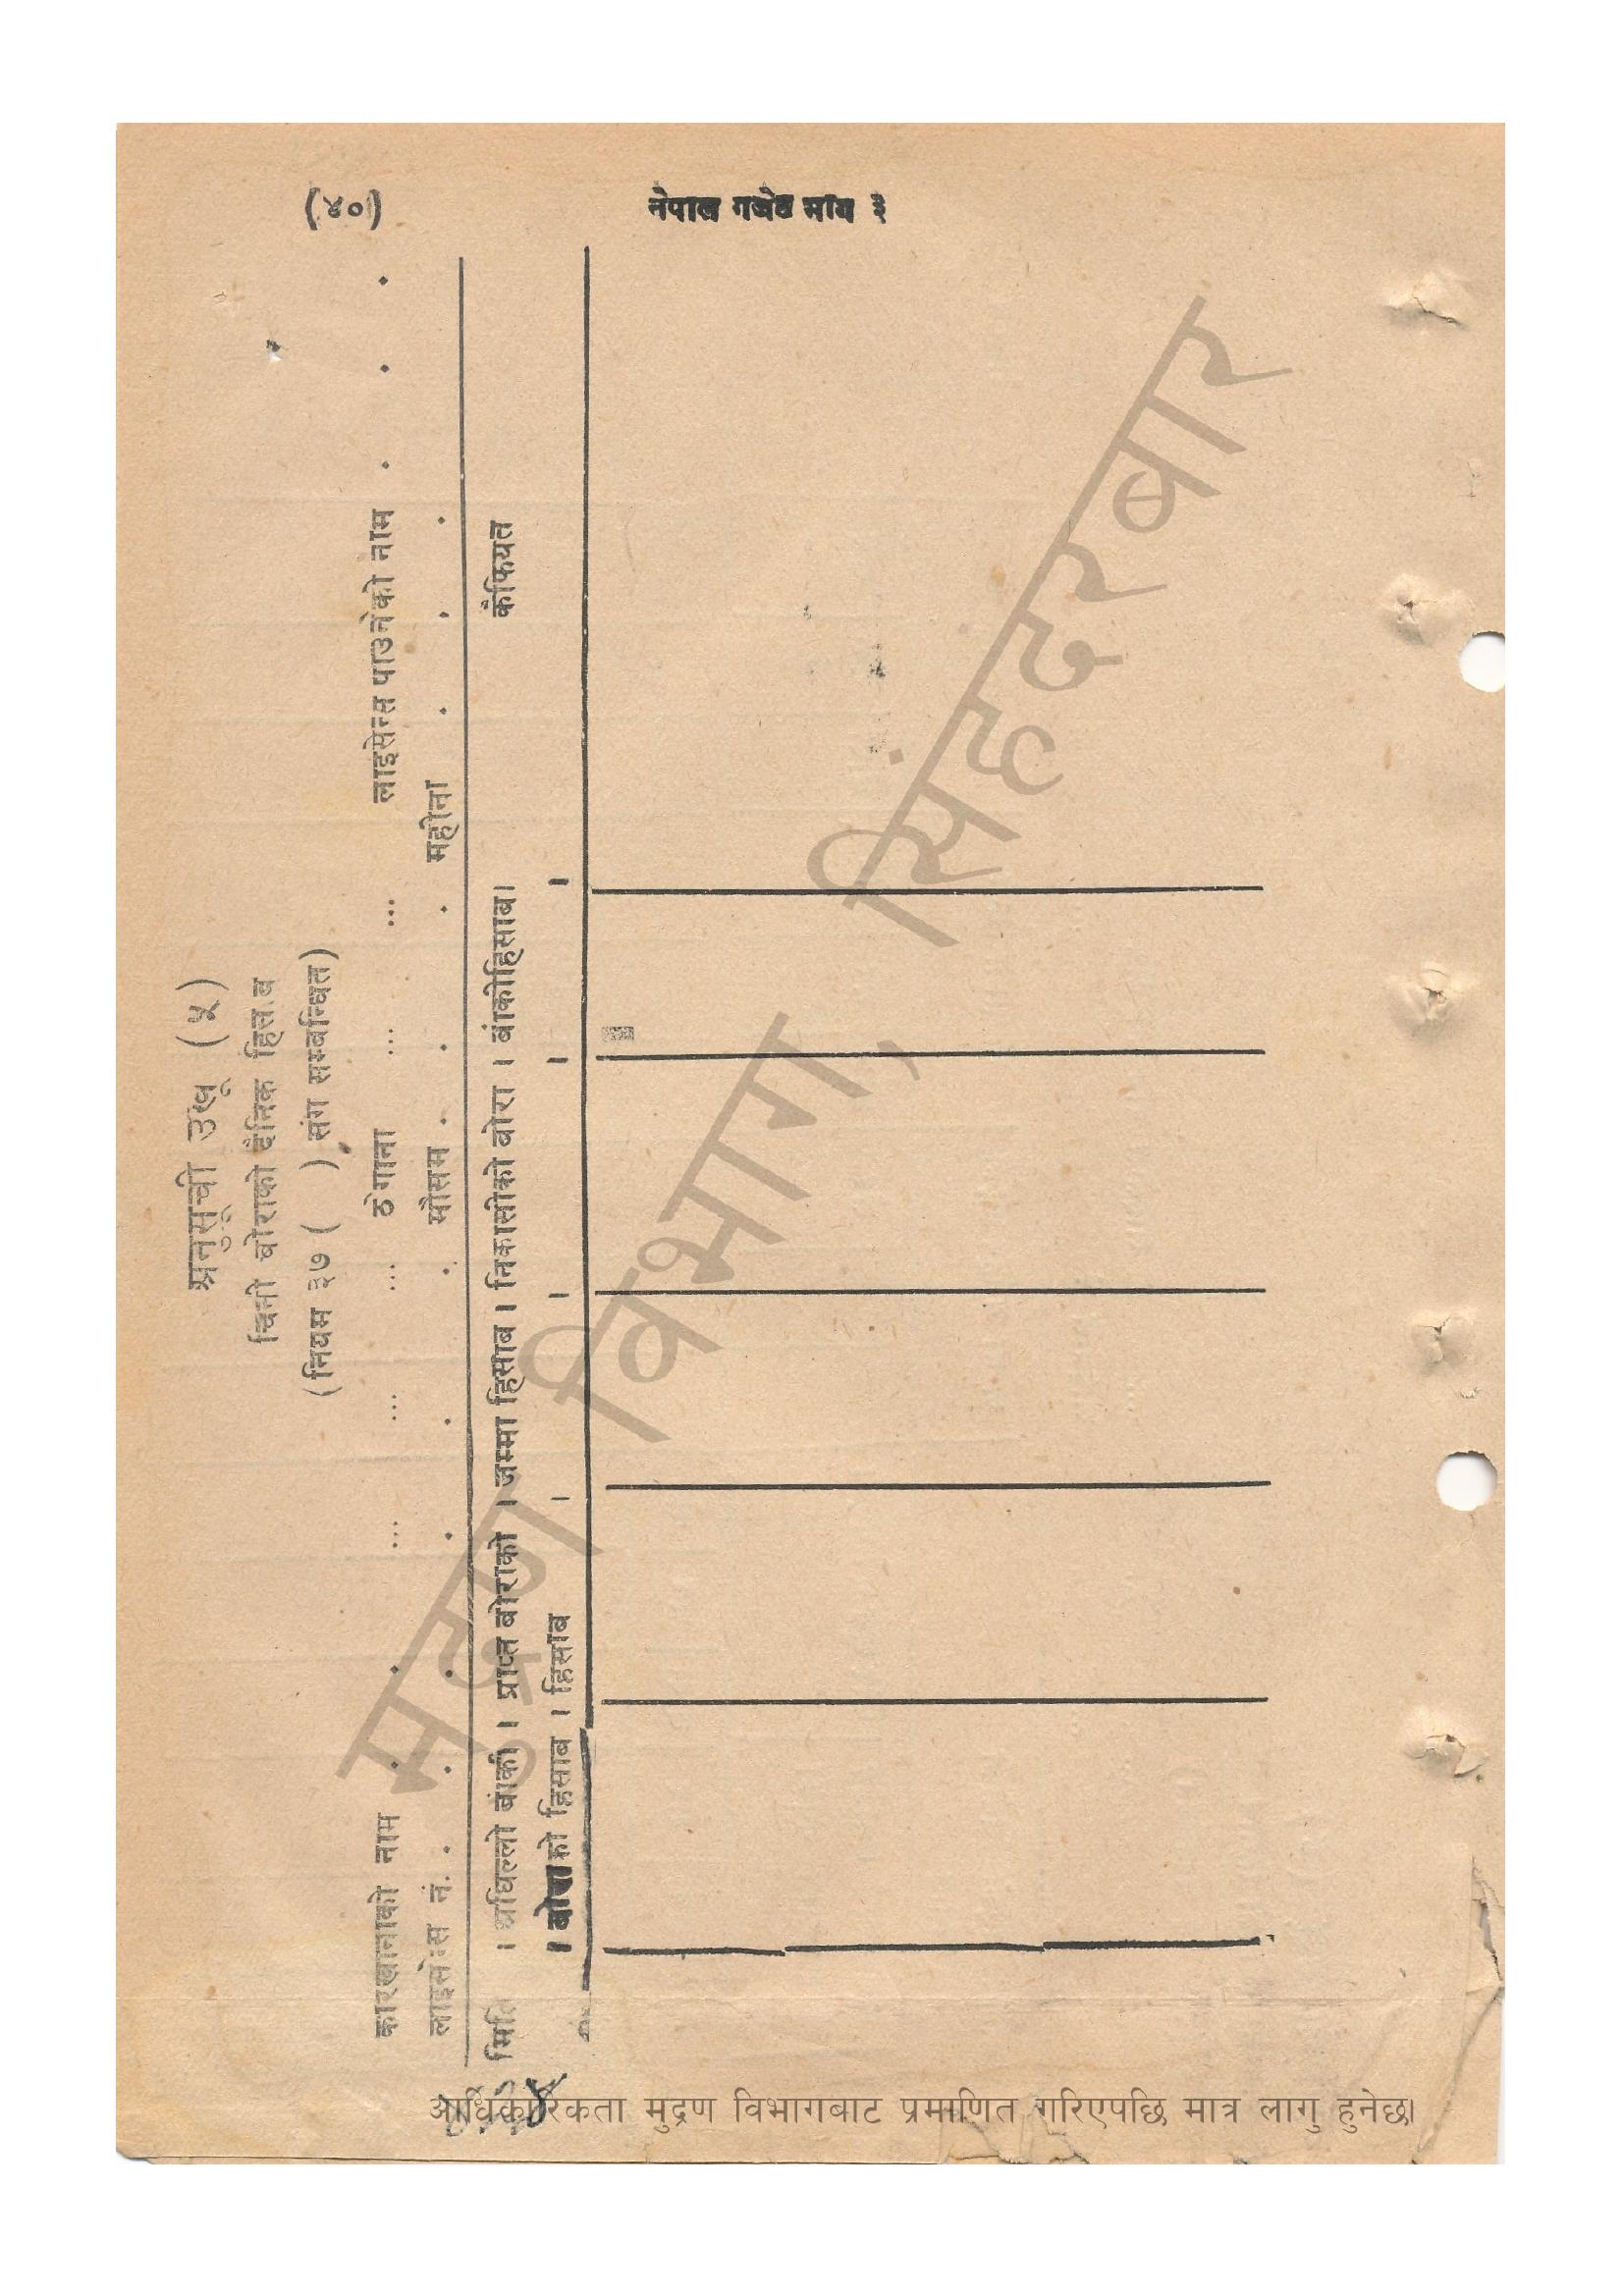 (४०)
नेपाल गजेट भाग ३
अनुसूची उखु (५)
चिनी बोराको दैनिक हिसाब
(नियम ३७ ( ) संग सम्बन्धित)
कारखानाको नाम . . ... ... ... ठेगाना ... ... लाइसेन्स पाउनेको नाम . . .
लाइसेन्स नं. . . . . . . मौसम . . . महीना . . .
मिति । अघिल्लो बांकी । प्राप्त बोराको । जम्मा हिसाब । निकासीको बोरा । बांकीहिसाब। कैफियत
। बोराको हिसाब । हिसाब । । । ।
मुद्रण विभाग, सिंहदरबार
आधिकारिकता मुद्रण विभागबाट प्रमाणित गरिएपछि मात्र लागु हुनेछ।